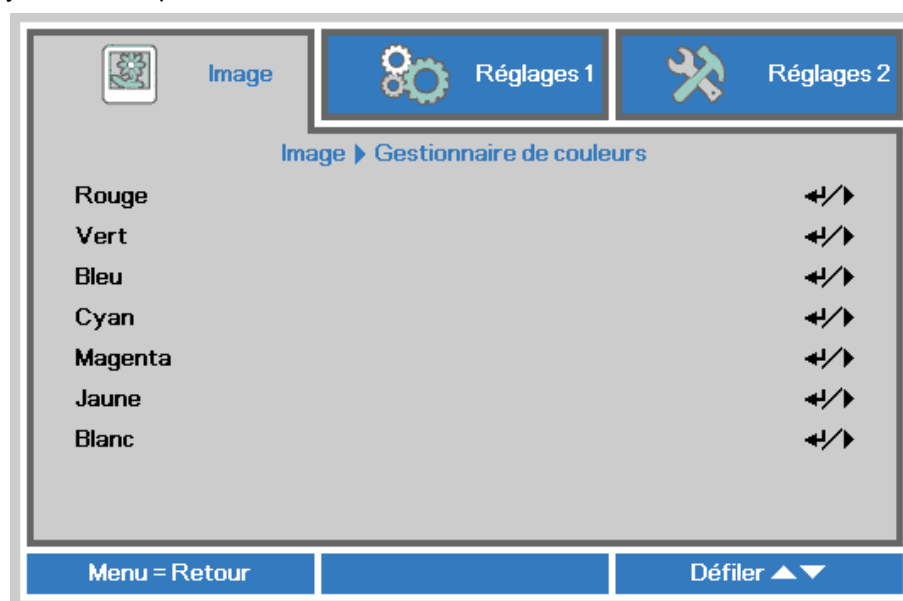 Image
Réglages 1
Réglages 2
Image ▶ Gestionnaire de couleurs
Rouge
Vert
Bleu
Cyan
Magenta
Jaune
Blanc
Menu = Retour
Défiler ▲▼